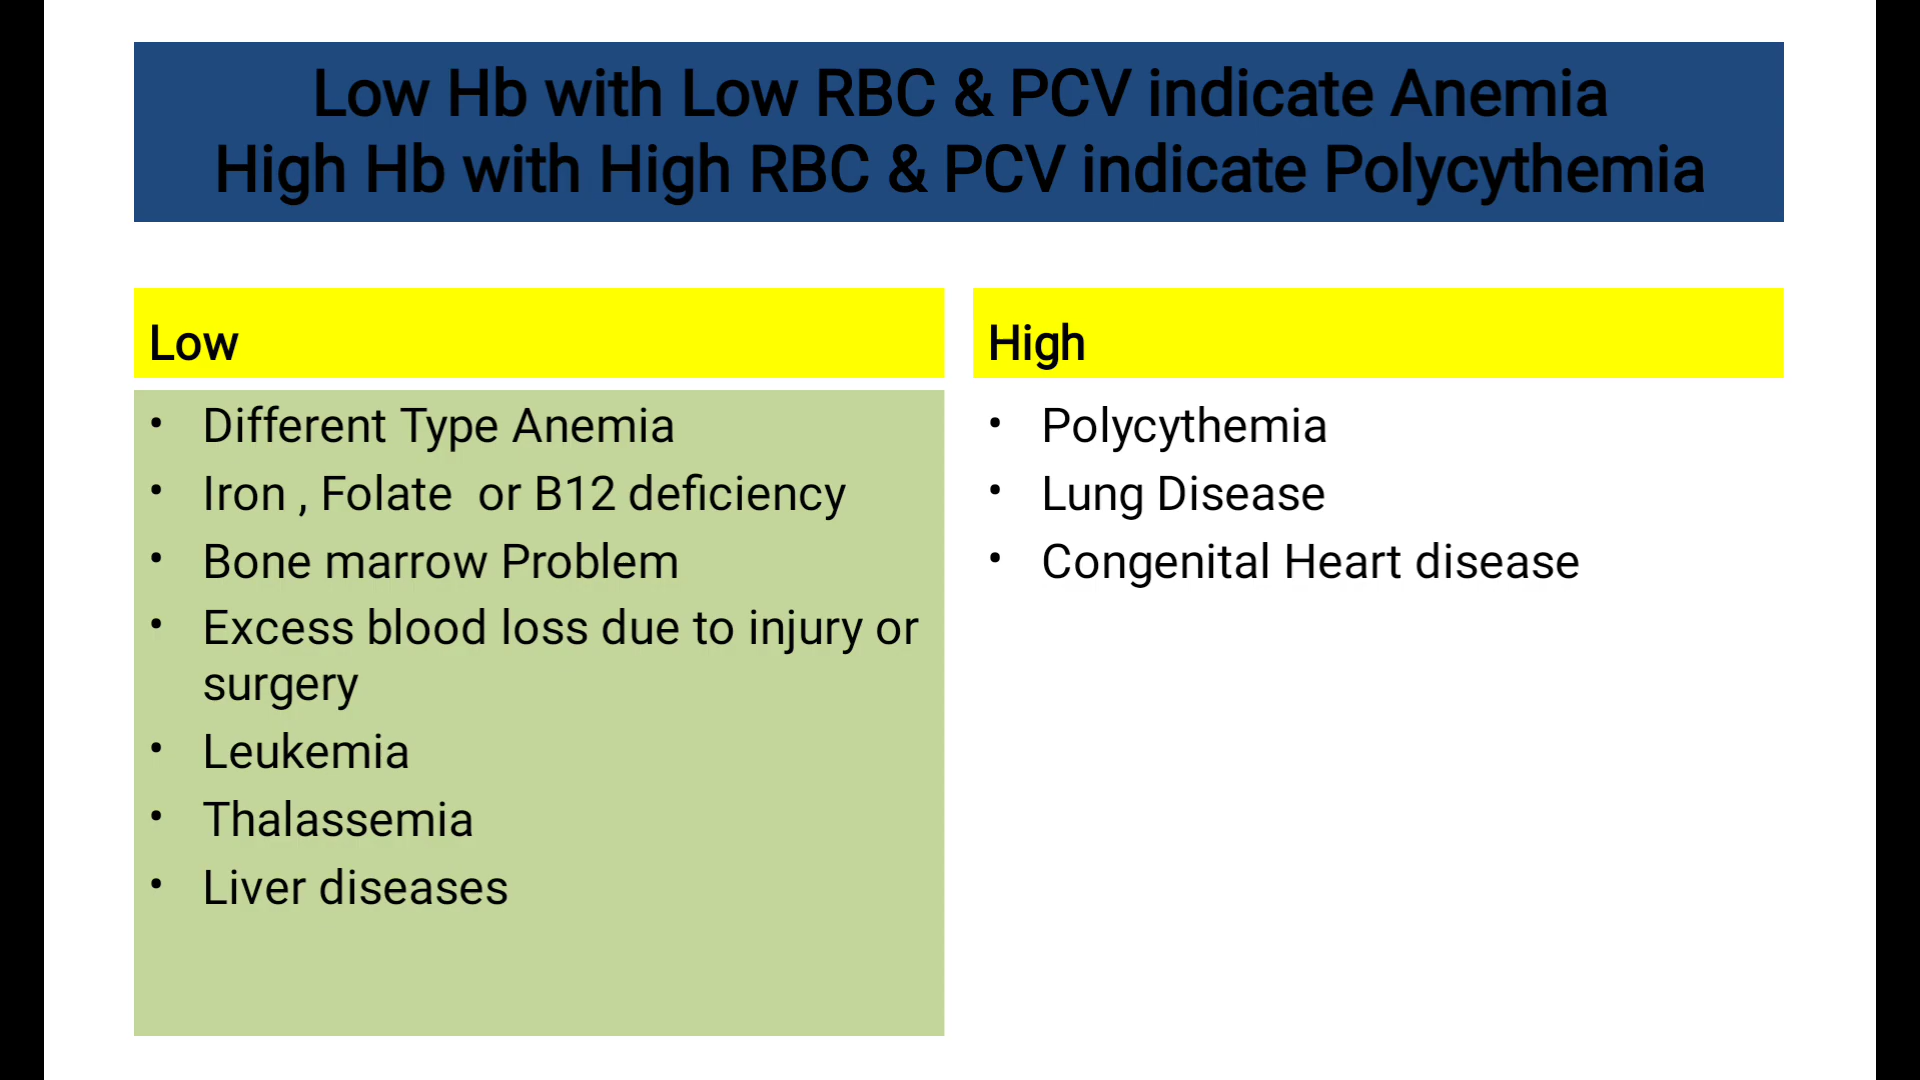 Low Hb with Low RBC & PCV indicate Anemia
High Hb with High RBC & PCV indicate Polycythemia
Low
• Different Type Anemia
• Iron , Folate  or B12 deficiency
• Bone marrow Problem
• Excess blood loss due to injury or
surgery
• Leukemia
• Thalassemia
• Liver diseases
High
• Polycythemia
• Lung Disease
• Congenital Heart disease